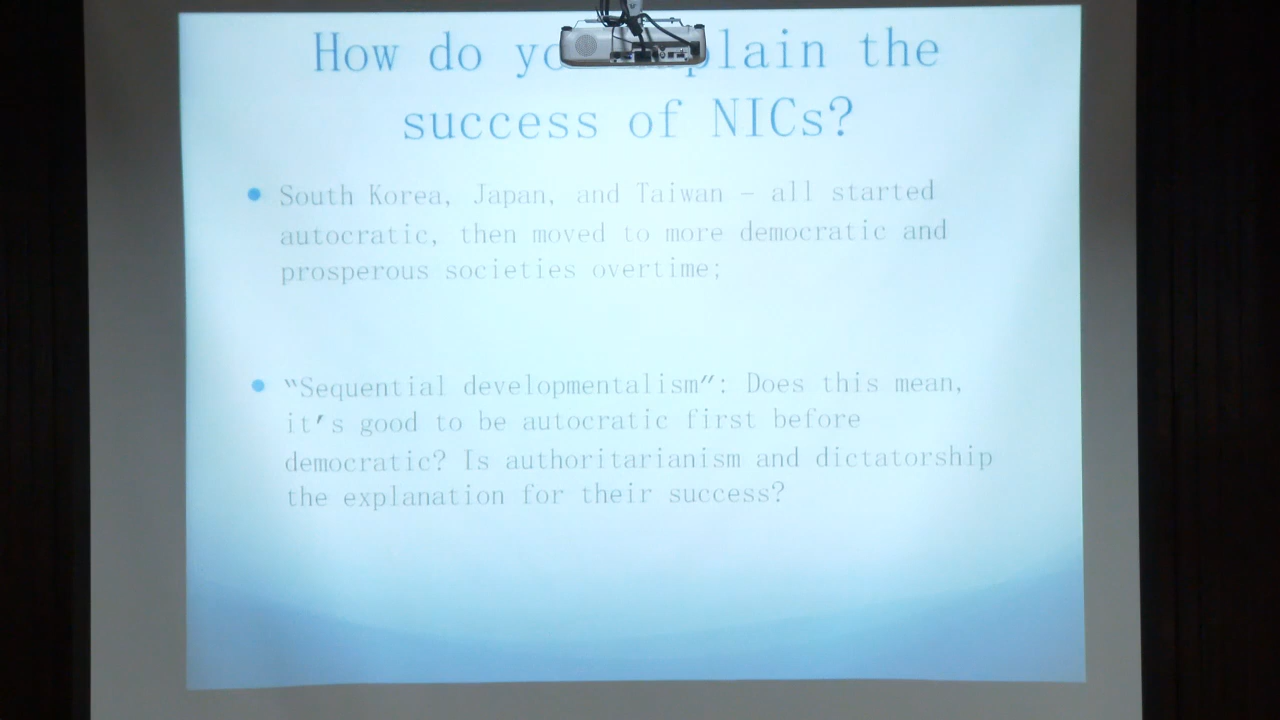 How do yo plain the
success of NICs?
South Korea, Japan, and Taiwan – all started
autocratic, then moved to more democratic and
prosperous societies overtime;
“Sequential developmentalism”: Does this mean,
it’s good to be autocratic first before
democratic? Is authoritarianism and dictatorship
the explanation for their success?